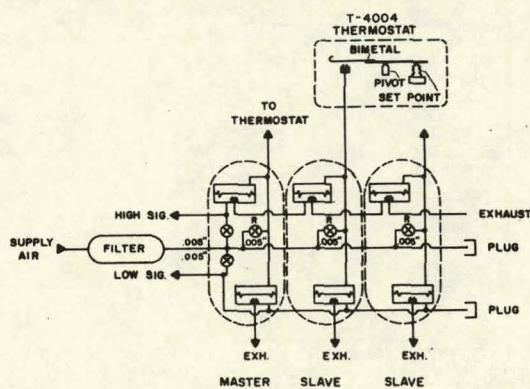 T-4004
THERMOSTAT
BIMETAL
PIVOT
SET POINT
TO
THERMOSTAT
HIGH SIG.
EXHAUST
R
R
R
.005"
.005"
.005"
.005"
SUPPLY
AIR
FILTER
PLUG
.005"
LOW SIG.
PLUG
EXH.
EXH.
EXH.
MASTER
SLAVE
SLAVE